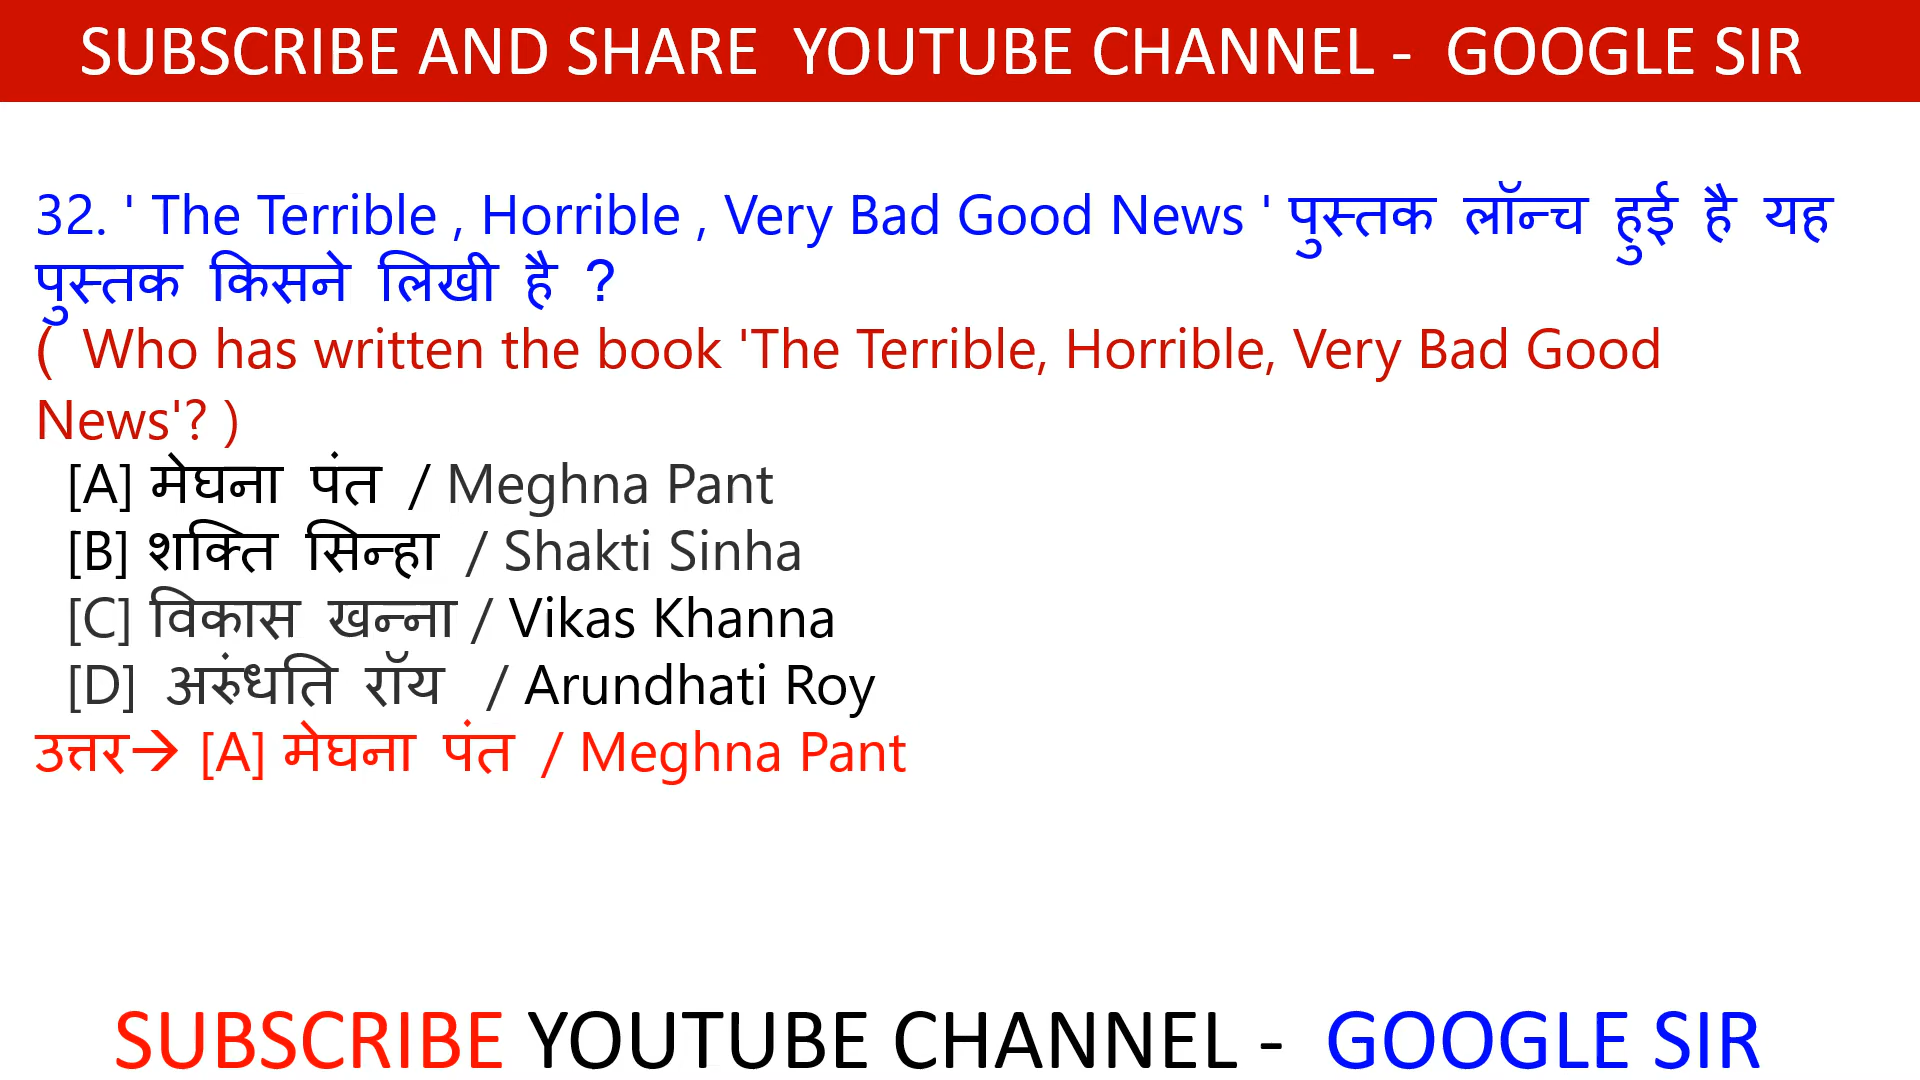 SUBSCRIBE AND SHARE YOUTUBE CHANNEL - GOOGLE SIR
32. ' The Terrible , Horrible , Very Bad Good News ' पुस्तक लॉन्च हुई है यह
पुस्तक किसने लिखी है ?
( Who has written the book 'The Terrible, Horrible, Very Bad Good
News'? )
[A] मेघना पंत / Meghna Pant
[B] शक्ति सिन्हा / Shakti Sinha
[C] विकास खन्ना / Vikas Khanna
[D] अरुंधति रॉय / Arundhati Roy
उत्तर→ [A] मेघना पंत / Meghna Pant
SUBSCRIBE YOUTUBE CHANNEL - GOOGLE SIR